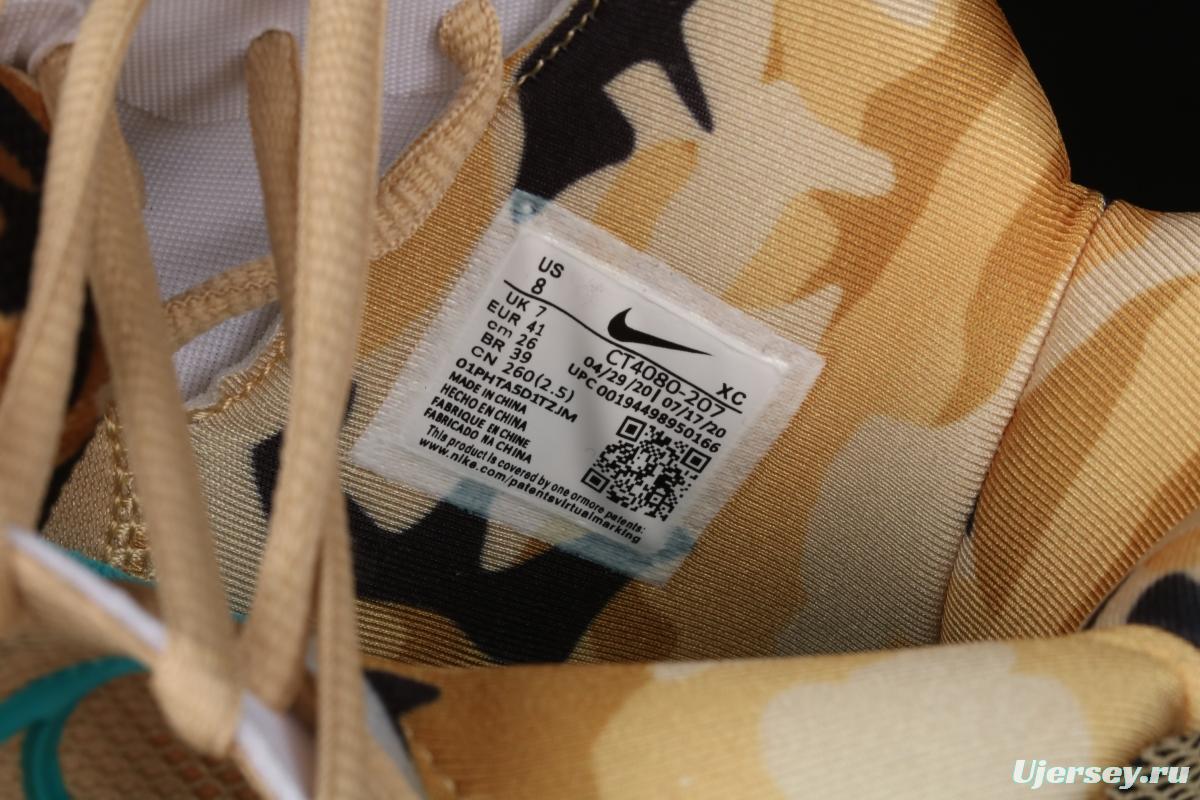 US
8
UK 7
EUR 41
cm 26
BR 39
CN 260(2.5)
XC
CT4080-207
04/29/20 | 07/17/20
UPC 00194498950166
01PHTA5D1TZJM
MADE IN CHINA
HECHO EN CHINA
FABRIQUE EN CHINE
FABRICADO NA CHINA
This product is covered by one ormore patents:
www.nike.com/patentsvirtualmarking
Ujersey.ru